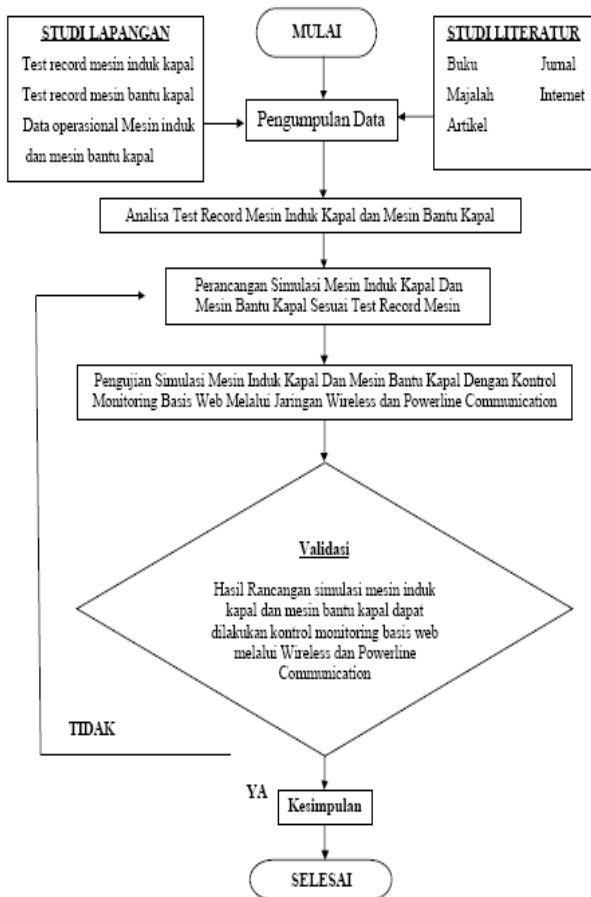 STUDI LAPANGAN
Test record mesin induk kapal
Test record mesin bantu kapal
Data operasional Mesin induk
dan mesin bantu kapal
MULAI
STUDI LITERATUR
Buku Jurnal
Majalah Internet
Artikel
Pengumpulan Data
Analisa Test Record Mesin Induk Kapal dan Mesin Bantu Kapal
Perancangan Simulasi Mesin Induk Kapal Dan
Mesin Bantu Kapal Sesuai Test Record Mesin
Pengujian Simulasi Mesin Induk Kapal Dan Mesin Bantu Kapal Dengan Kontrol
Monitoring Basis Web Melalui Jaringan Wireless dan Powerline Communication
Validasi
Hasil Rancangan simulasi mesin induk
kapal dan mesin bantu kapal dapat
dilakukan kontrol monitoring basis web
melalui Wireless dan Powerline
Communication
TIDAK
YA
Kesimpulan
SELESAI